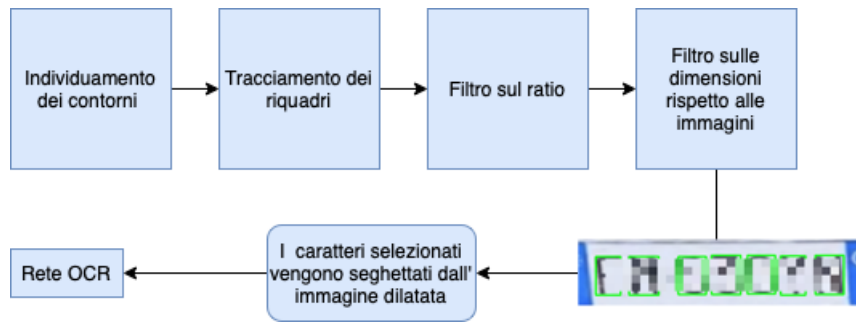 Individuamento
dei contorni
Tracciamento dei
riquadri
Filtro sul ratio
Filtro sulle
dimensioni
rispetto alle
immagini
I caratteri selezionati
vengono seghettati dall'
immagine dilatata
Rete OCR